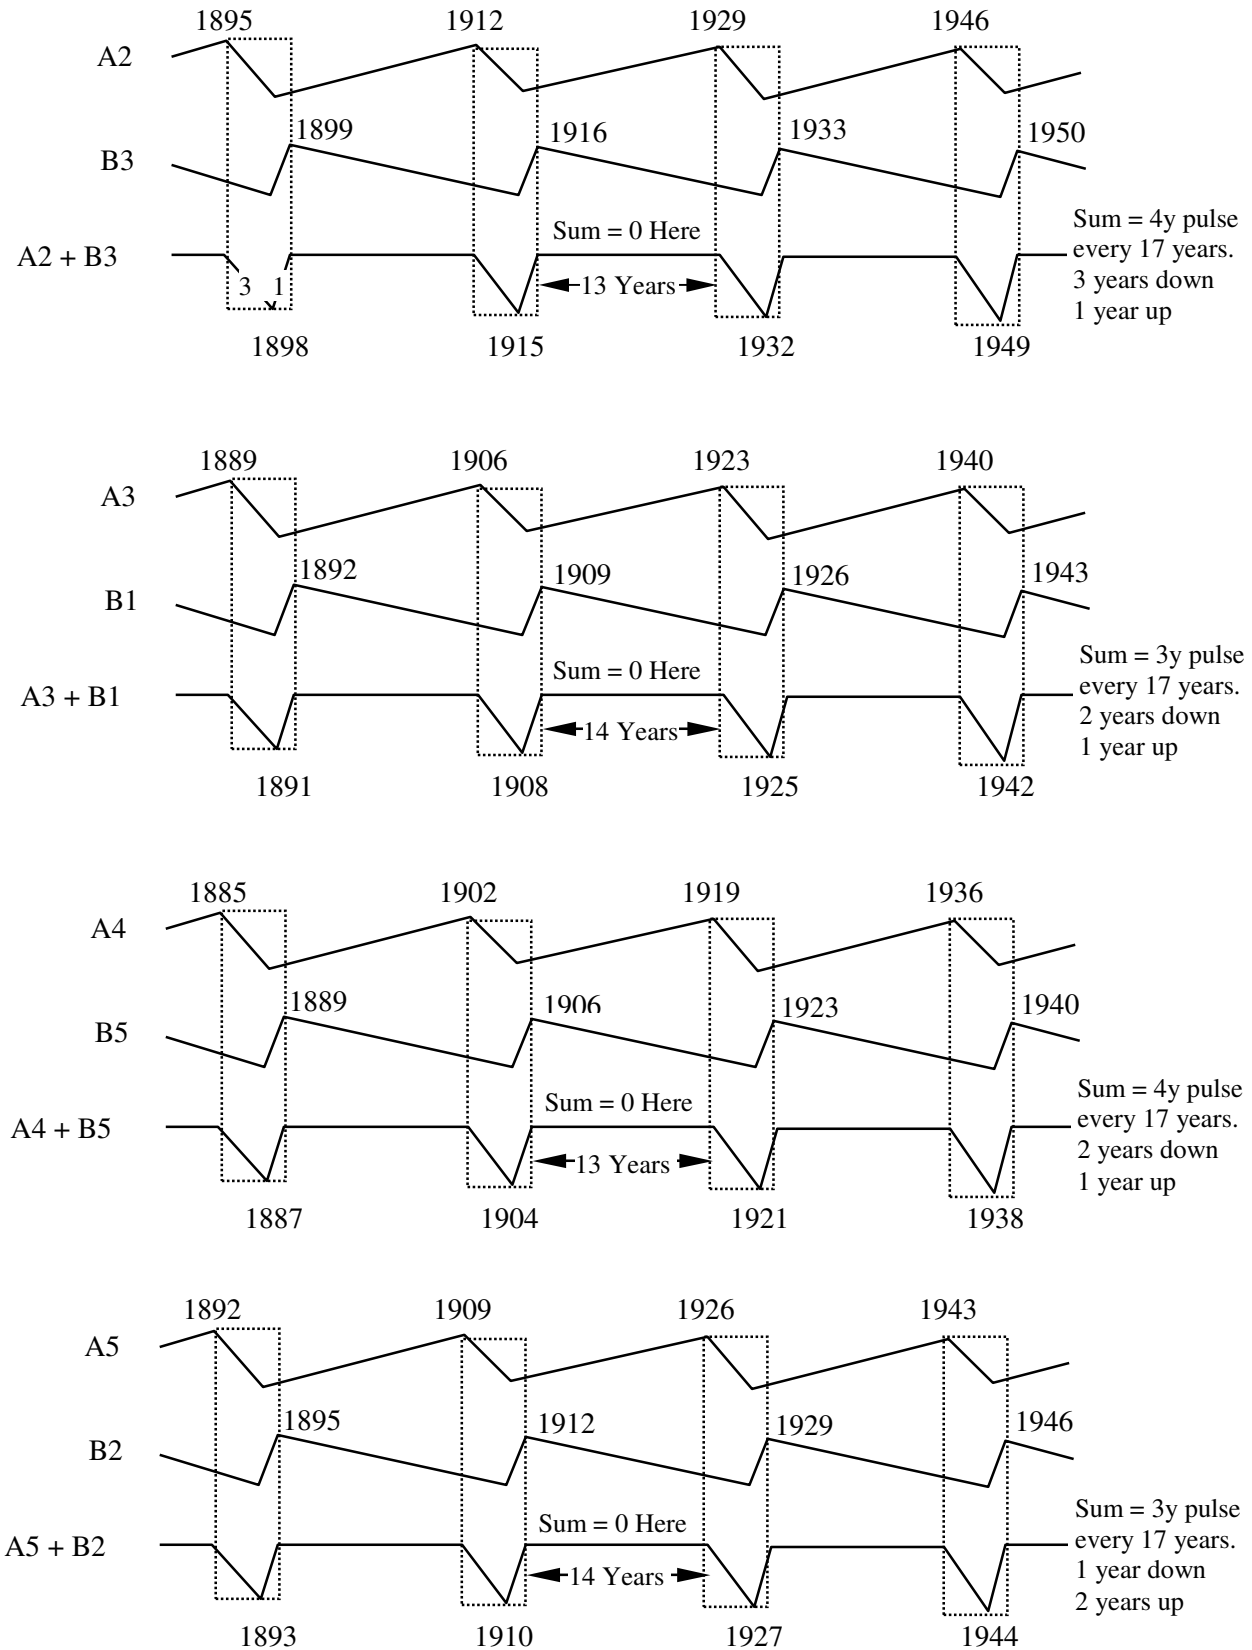 1895 1912 1929 1946
A2
1899 1916 1933 1950
B3
Sum = 0 Here
A2 + B3
3 1
13 Years
Sum = 4y pulse
every 17 years.
3 years down
1 year up
1898 1915 1932 1949
1889 1906 1923 1940
A3
1892 1909 1926 1943
B1
Sum = 0 Here
A3 + B1
14 Years
Sum = 3y pulse
every 17 years.
2 years down
1 year up
1891 1908 1925 1942
1885 1902 1919 1936
A4
1889 1906 1923 1940
B5
Sum = 0 Here
A4 + B5
13 Years
Sum = 4y pulse
every 17 years.
2 years down
1 year up
1887 1904 1921 1938
1892 1909 1926 1943
A5
1895 1912 1929 1946
B2
Sum = 0 Here
A5 + B2
14 Years
Sum = 3y pulse
every 17 years.
1 year down
2 years up
1893 1910 1927 1944